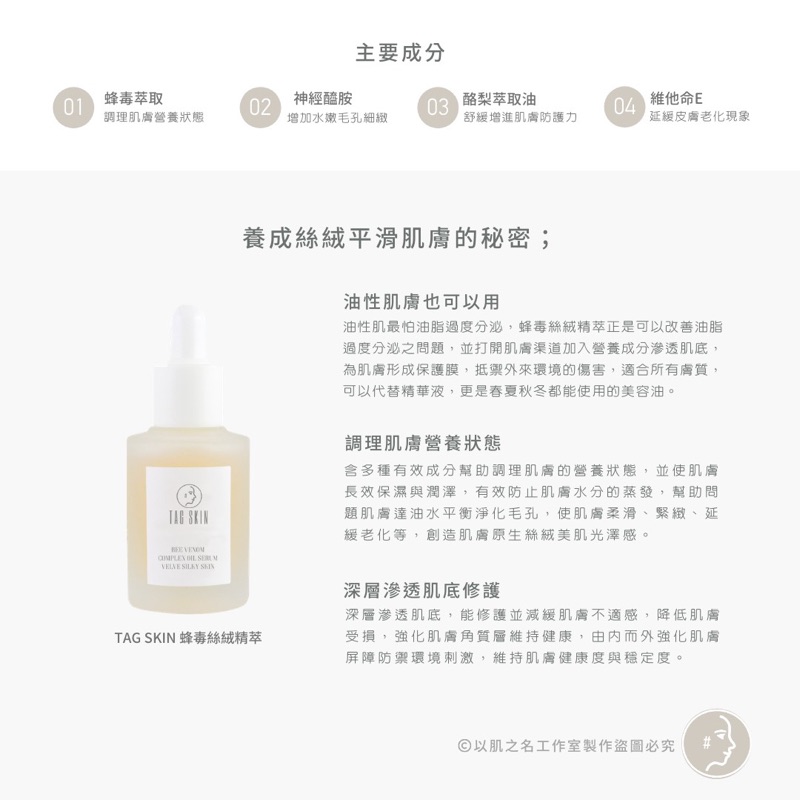 主要成分
01
蜂毒萃取
調理肌膚營養狀態
02
神經醯胺
增加水嫩毛孔細緻
03
酪梨萃取油
舒緩增進肌膚防護力
04
維他命E
延緩皮膚老化現象
養成絲絨平滑肌膚的秘密；
油性肌膚也可以用
油性肌最怕油脂過度分泌，蜂毒絲絨精萃正是可以改善油脂
過度分泌之問題，並打開肌膚渠道加入營養成分滲透肌底，
為肌膚形成保護膜，抵禦外來環境的傷害，適合所有膚質，
可以代替精華液，更是春夏秋冬都能使用的美容油。
調理肌膚營養狀態
含多種有效成分幫助調理肌膚的營養狀態，並使肌膚
長效保濕與潤澤，有效防止肌膚水分的蒸發，幫助問
題肌膚達油水平衡淨化毛孔，使肌膚柔滑、緊緻、延
緩老化等，創造肌膚原生絲絨美肌光澤感。
深層滲透肌底修護
深層滲透肌底，能修護並減緩肌膚不適感，降低肌膚
受損，強化肌膚角質層維持健康，由內而外強化肌膚
屏障防禦環境刺激，維持肌膚健康度與穩定度。
#
TAG SKIN
BEE VENOM
COMPLEX OIL SERUM
VELVE SILKY SKIN
TAG SKIN 蜂毒絲絨精萃
©以肌之名工作室製作盜圖必究
#